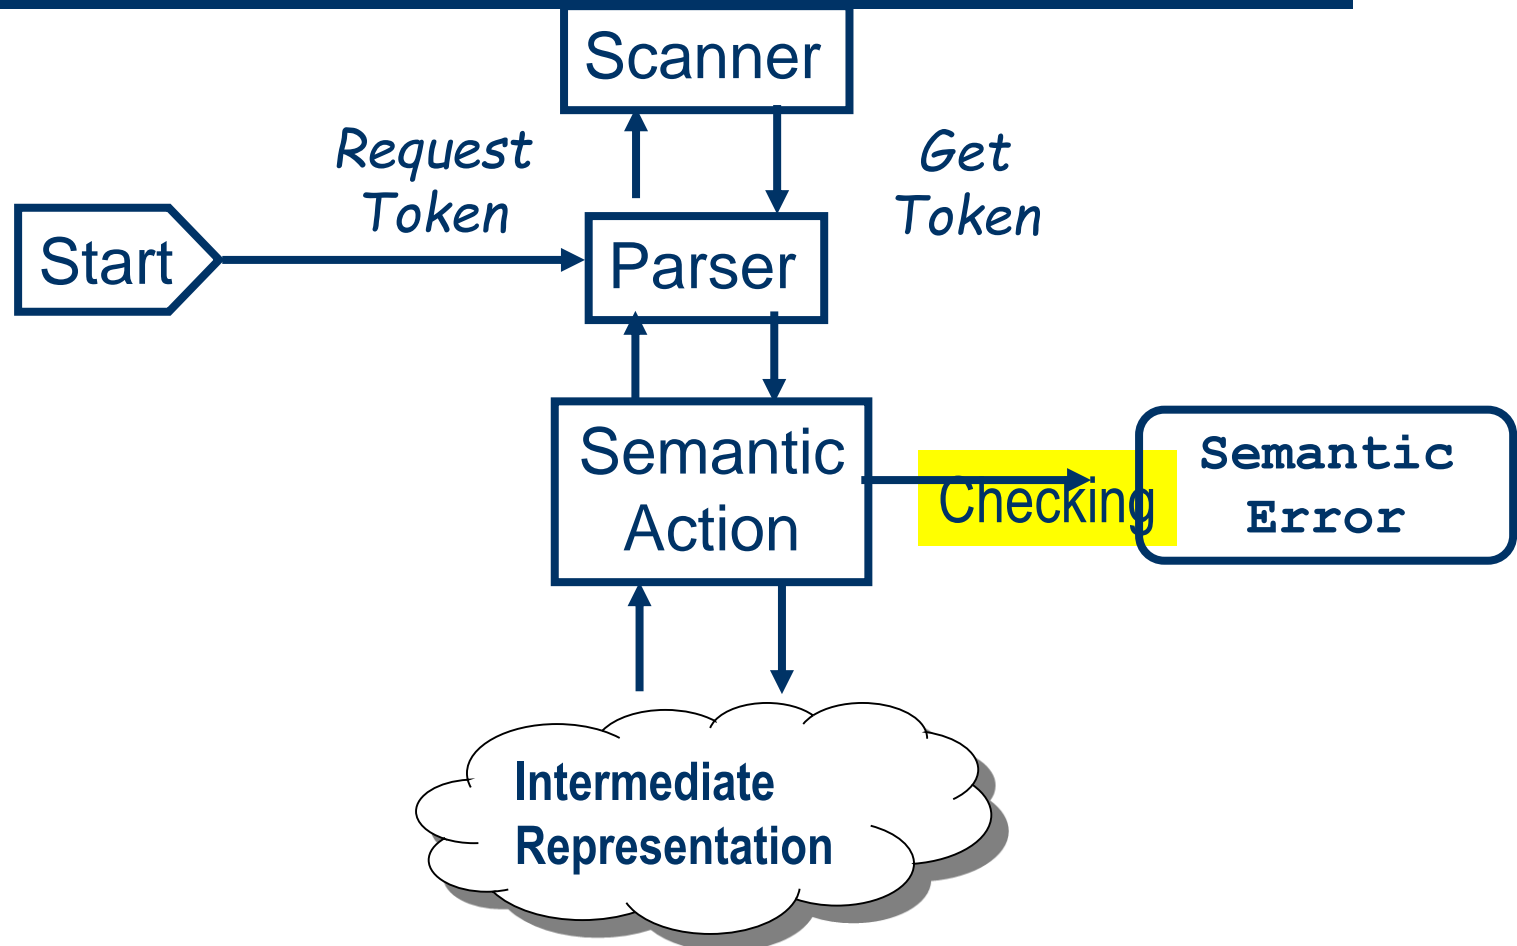 Scanner
Request
Token
Get
Token
Start
Parser
Semantic
Action
Checking
Semantic
Error
Intermediate
Representation